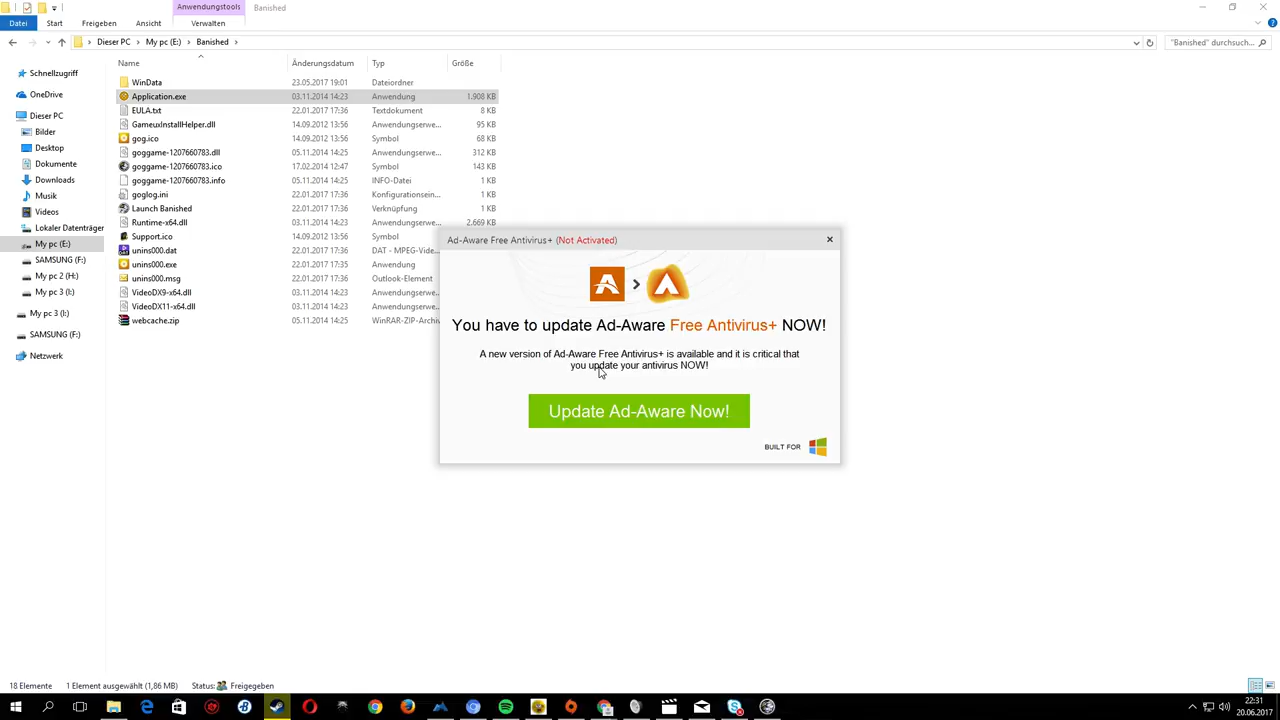 Anwendungstools
Banished
Datei
Start
Freigeben
Ansicht
Verwalten
Dieser PC
My pc (E:)
Banished
"Banished" durchsuch...
Name
Änderungsdatum
Typ
Größe
Schnellzugriff
OneDrive
Dieser PC
Bilder
Desktop
Dokumente
Downloads
Musik
Videos
Lokaler Datenträger
My pc (E:)
SAMSUNG (F:)
My pc 2 (H:)
My pc 3 (I:)
My pc 3 (I:)
SAMSUNG (F:)
Netzwerk
WinData 23.05.2017 19:01 Dateiordner
Application.exe 03.11.2014 14:23 Anwendung 1.908 KB
EULA.txt 22.01.2017 17:36 Textdokument 8 KB
GameuxInstallHelper.dll 14.09.2012 13:56 Anwendungserwe... 95 KB
gog.ico 14.09.2012 13:56 Symbol 68 KB
goggame-1207660783.dll 05.11.2014 14:25 Anwendungserwe... 312 KB
goggame-1207660783.ico 17.02.2014 12:47 Symbol 143 KB
goggame-1207660783.info 05.11.2014 14:25 INFO-Datei 1 KB
goglog.ini 22.01.2017 17:36 Konfigurationsein... 1 KB
Launch Banished 22.01.2017 17:36 Verknüpfung 1 KB
Runtime-x64.dll 03.11.2014 14:23 Anwendungserwe... 2.669 KB
Support.ico 14.09.2012 13:56 Symbol
unins000.dat 22.01.2017 17:36 DAT - MPEG-Vide...
unins000.exe 22.01.2017 17:35 Anwendung
unins000.msg 22.01.2017 17:36 Outlook-Element
VideoDX9-x64.dll 03.11.2014 14:23 Anwendungserwe...
VideoDX11-x64.dll 03.11.2014 14:23 Anwendungserwe...
webcache.zip 05.11.2014 14:25 WinRAR-ZIP-Archiv
Ad-Aware Free Antivirus+ (Not Activated)
You have to update Ad-Aware Free Antivirus+ NOW!
A new version of Ad-Aware Free Antivirus+ is available and it is critical that
you update your antivirus NOW!
Update Ad-Aware Now!
BUILT FOR
18 Elemente
1 Element ausgewählt (1,86 MB)
Status: Freigegeben
22:31
20.06.2017